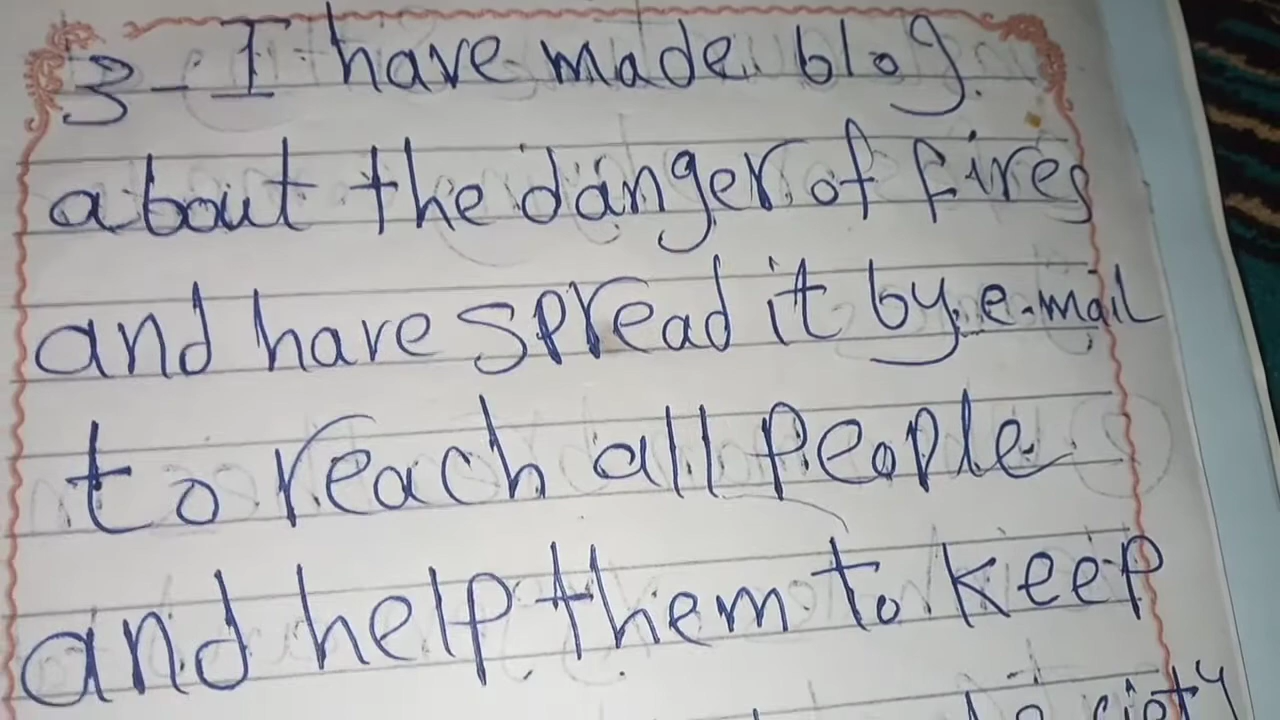 3- I have made blog
about the danger of fires
and have spread it by e-mail
to reach all people
and help them to keep